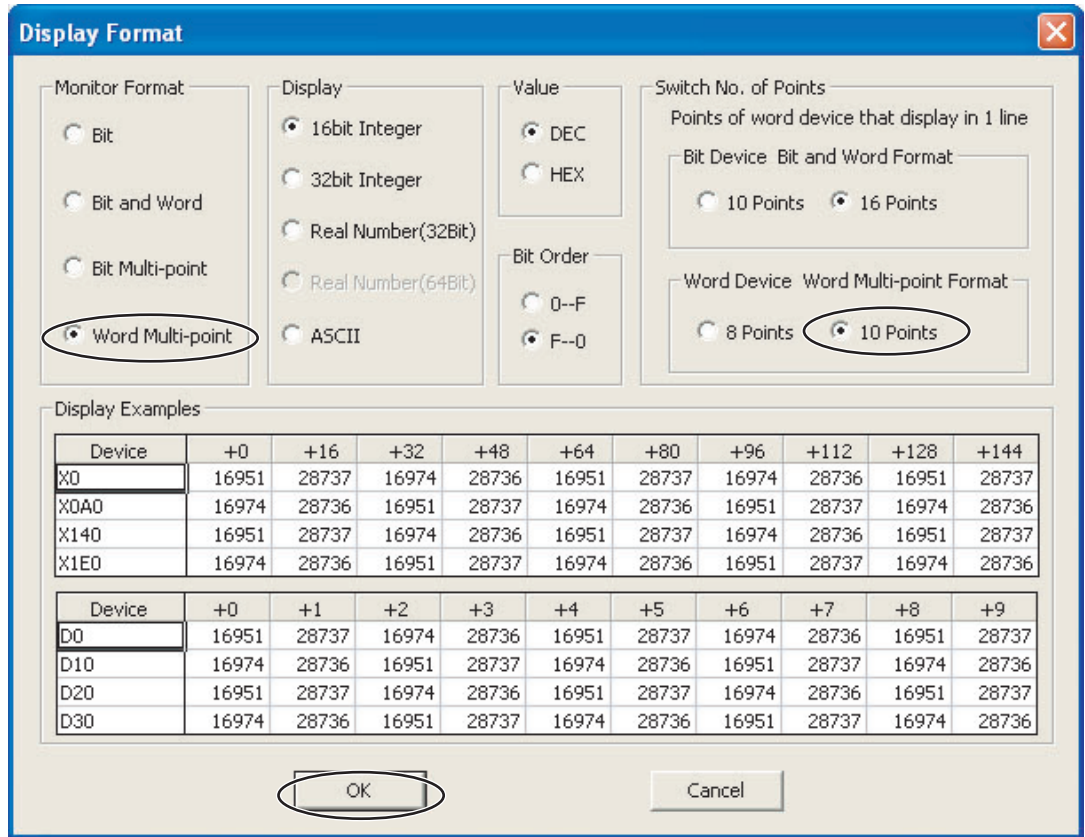 Display Format
Monitor Format
Bit
Bit and Word
Bit Multi-point
Word Multi-point
Display
16bit Integer
32bit Integer
Real Number(32Bit)
Real Number(64Bit)
ASCII
Value
DEC
HEX
Bit Order
0--F
F--0
Switch No. of Points
Points of word device that display in 1 line
Bit Device Bit and Word Format
10 Points 16 Points
Word Device Word Multi-point Format
8 Points 10 Points
Display Examples
Device +0 +16 +32 +48 +64 +80 +96 +112 +128 +144
X0 16951 28737 16974 28736 16951 28737 16974 28736 16951 28737
X0A0 16974 28736 16951 28737 16974 28736 16951 28737 16974 28736
X140 16951 28737 16974 28736 16951 28737 16974 28736 16951 28737
X1E0 16974 28736 16951 28737 16974 28736 16951 28737 16974 28736
Device +0 +1 +2 +3 +4 +5 +6 +7 +8 +9
D0 16951 28737 16974 28736 16951 28737 16974 28736 16951 28737
D10 16974 28736 16951 28737 16974 28736 16951 28737 16974 28736
D20 16951 28737 16974 28736 16951 28737 16974 28736 16951 28737
D30 16974 28736 16951 28737 16974 28736 16951 28737 16974 28736
OK Cancel